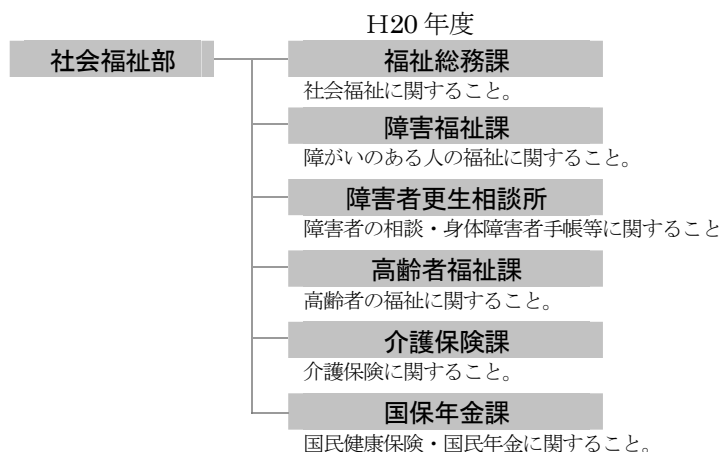 H20 年度
社会福祉部
福祉総務課
社会福祉に関すること。
障害福祉課
障がいのある人の福祉に関すること。
障害者更生相談所
障害者の相談・身体障害者手帳等に関すること
高齢者福祉課
高齢者の福祉に関すること。
介護保険課
介護保険に関すること。
国保年金課
国民健康保険・国民年金に関すること。